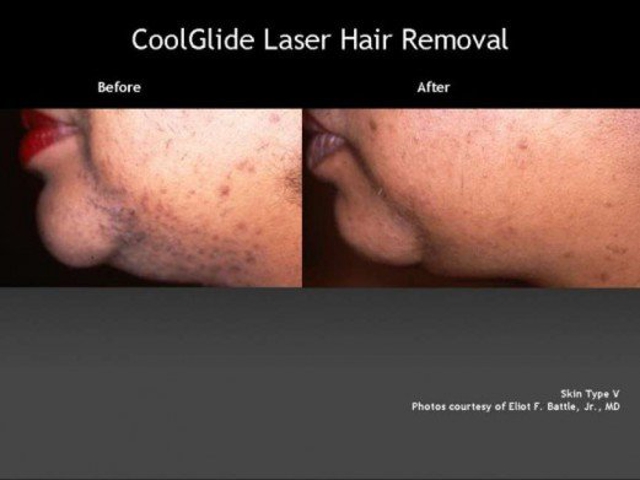 CoolGlide Laser Hair Removal
Before
After
Skin Type V
Photos courtesy of Eliot F. Battle, Jr., MD